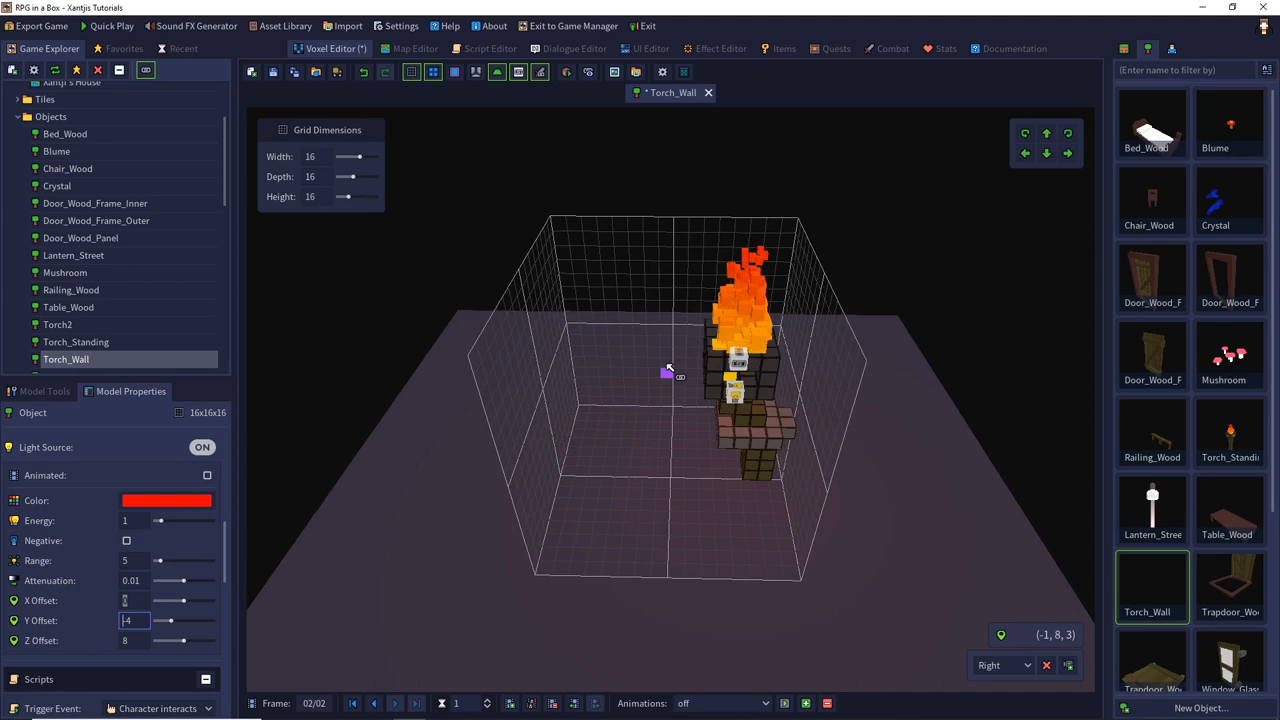 RPG in a Box - Xantjis Tutorials
Export Game Quick Play Sound FX Generator Asset Library Import Settings Help About Exit to Game Manager Exit
Game Explorer Favorites Recent Voxel Editor (*) Map Editor Script Editor Dialogue Editor UI Editor Effect Editor Items Quests Combat Stats Documentation
(Enter name to filter by)
Xantji's House
Tiles
Objects
Bed_Wood
Blume
Chair_Wood
Crystal
Door_Wood_Frame_Inner
Door_Wood_Frame_Outer
Door_Wood_Panel
Lantern_Street
Mushroom
Railing_Wood
Table_Wood
Torch2
Torch_Standing
Torch_Wall
Model Tools Model Properties
Object 16x16x16
Light Source: ON
Animated:
Color:
Energy: 1
Negative:
Range: 5
Attenuation: 0.01
X Offset: 0
Y Offset: -4
Z Offset: 8
Scripts
Trigger Event: Character interacts
* Torch_Wall
Grid Dimensions
Width: 16
Depth: 16
Height: 16
(-1, 8, 3)
Right
Frame: 02/02 1 Animations: off
Bed_Wood Blume
Chair_Wood Crystal
Door_Wood_F Door_Wood_F
Door_Wood_F Mushroom
Railing_Wood Torch_Standi
Lantern_Stree Table_Wood
Torch_Wall Trapdoor_Wo
Trapdoor_Wo Window_Glas
New Object...